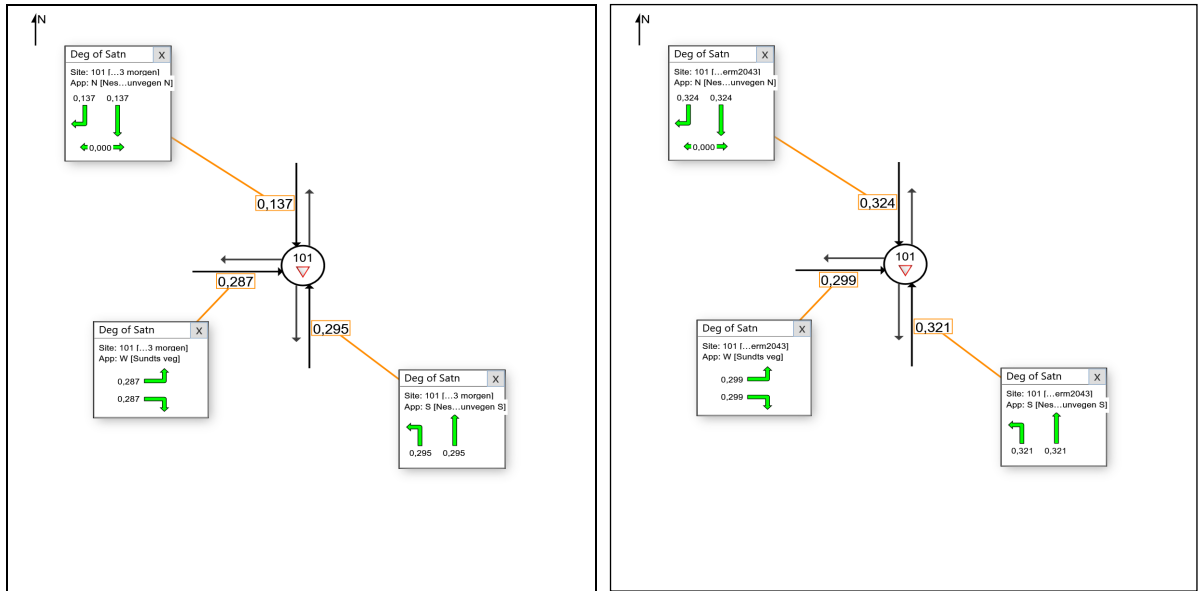 N
Deg of Satn X
Site: 101 [...3 morgen]
App: N [Nes...unvegen N]
0,137 0,137
0,000
0,137
101
0,287
0,295
Deg of Satn X
Site: 101 [...3 morgen]
App: W [Sundts veg]
0,287
0,287
Deg of Satn X
Site: 101 [...3 morgen]
App: S [Nes...unvegen S]
0,295 0,295
N
Deg of Satn X
Site: 101 [...erm2043]
App: N [Nes...unvegen N]
0,324 0,324
0,000
0,324
101
0,299
0,321
Deg of Satn X
Site: 101 [...erm2043]
App: W [Sundts veg]
0,299
0,299
Deg of Satn X
Site: 101 [...erm2043]
App: S [Nes...unvegen S]
0,321 0,321